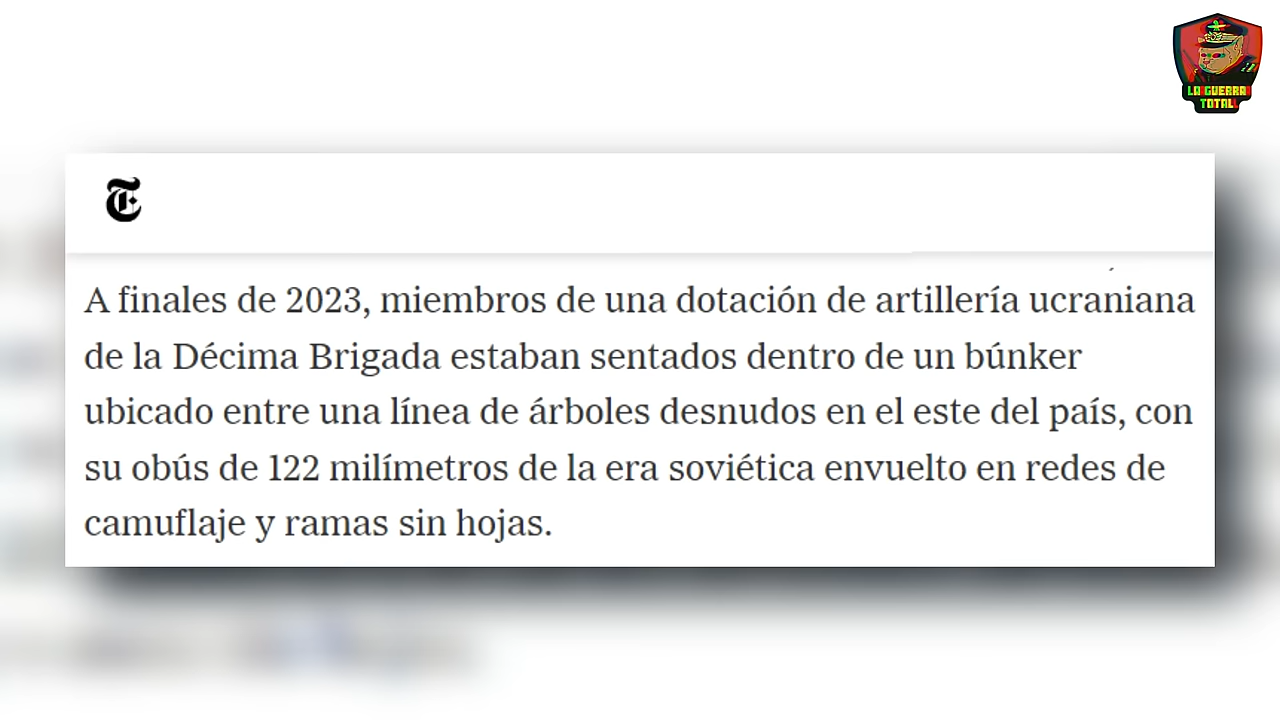 LA GUERRA
TOTAL
T
A finales de 2023, miembros de una dotación de artillería ucraniana
de la Décima Brigada estaban sentados dentro de un búnker
ubicado entre una línea de árboles desnudos en el este del país, con
su obús de 122 milímetros de la era soviética envuelto en redes de
camuflaje y ramas sin hojas.